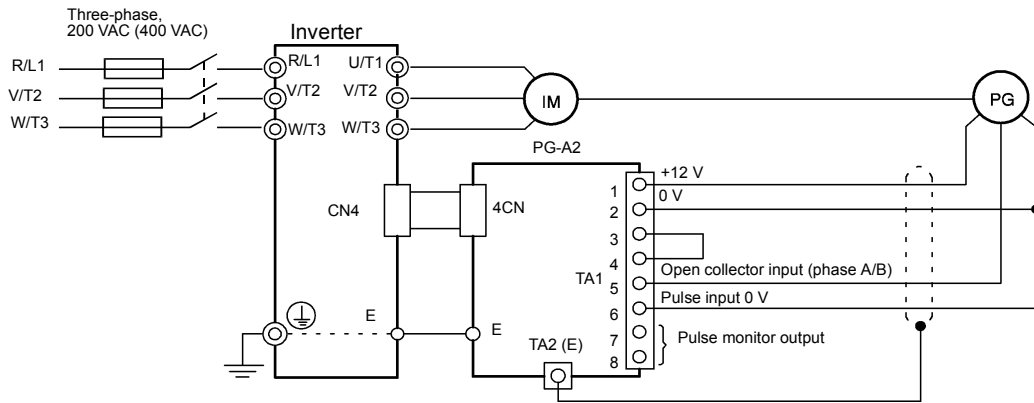 Three-phase,
200 VAC (400 VAC)
Inverter
R/L1
R/L1
U/T1
V/T2
V/T2
V/T2
IM
PG
W/T3
W/T3
W/T3
PG-A2
+12 V
1
0 V
CN4
4CN
2
3
4
Open collector input (phase A/B)
TA1
5
Pulse input 0 V
6
E
E
7
Pulse monitor output
TA2 (E)
8